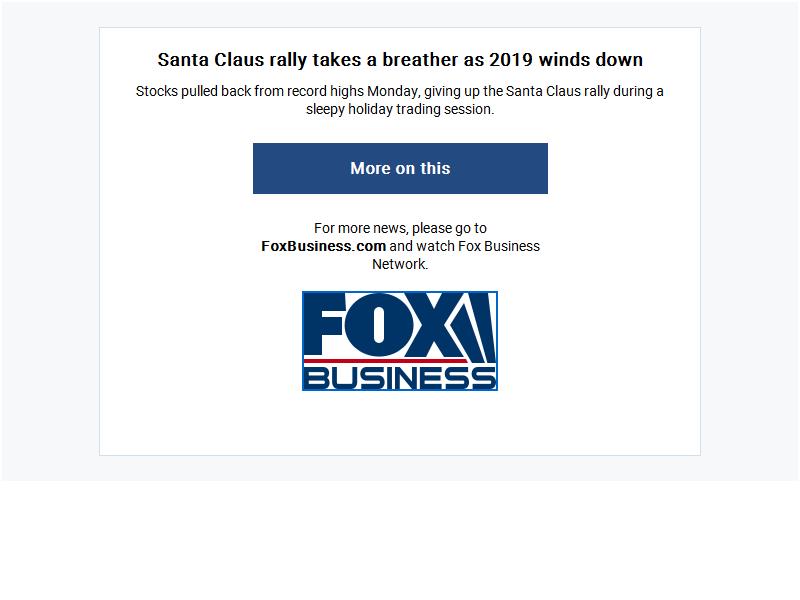 Santa Claus rally takes a breather as 2019 winds down
Stocks pulled back from record highs Monday, giving up the Santa Claus rally during a
sleepy holiday trading session.
More on this
For more news, please go to
FoxBusiness.com and watch Fox Business
Network.
FOX
BUSINESS